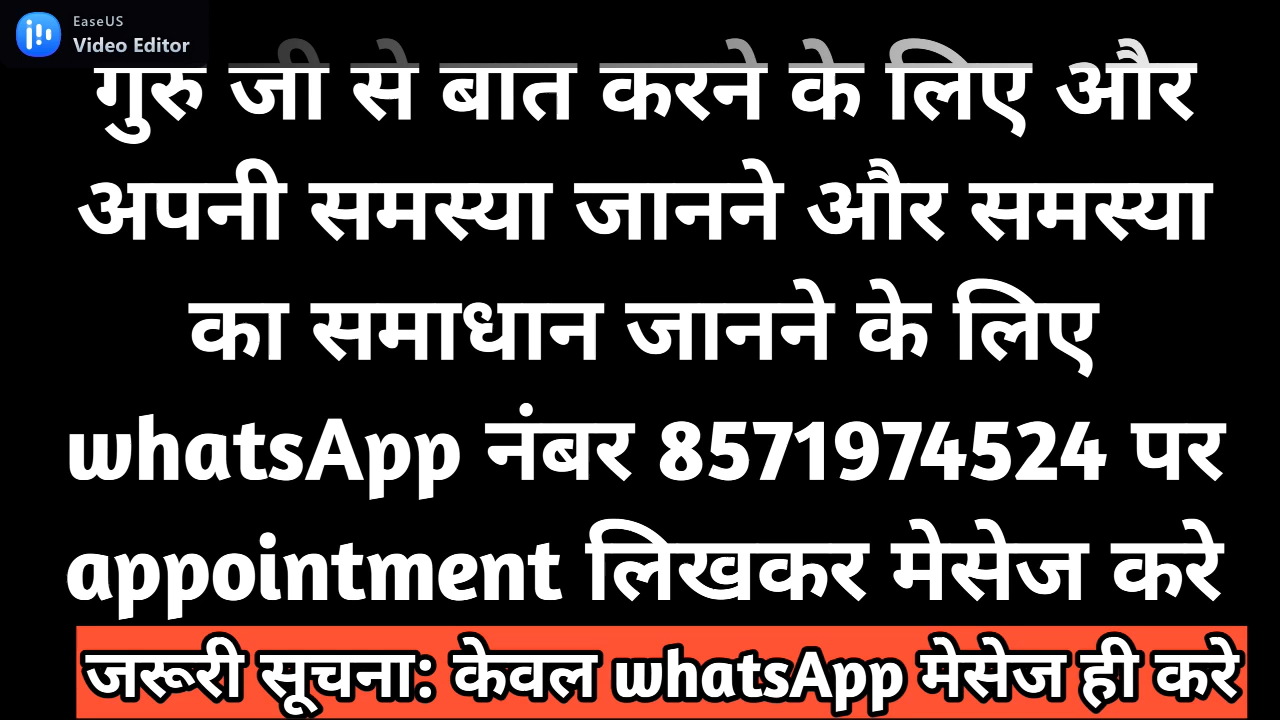 EaseUS
Video Editor
गुरु जी से बात करने के लिए और
अपनी समस्या जानने और समस्या
का समाधान जानने के लिए
whatsApp नंबर 8571974524 पर
appointment लिखकर मेसेज करे
जरूरी सूचना: केवल whatsApp मेसेज ही करे